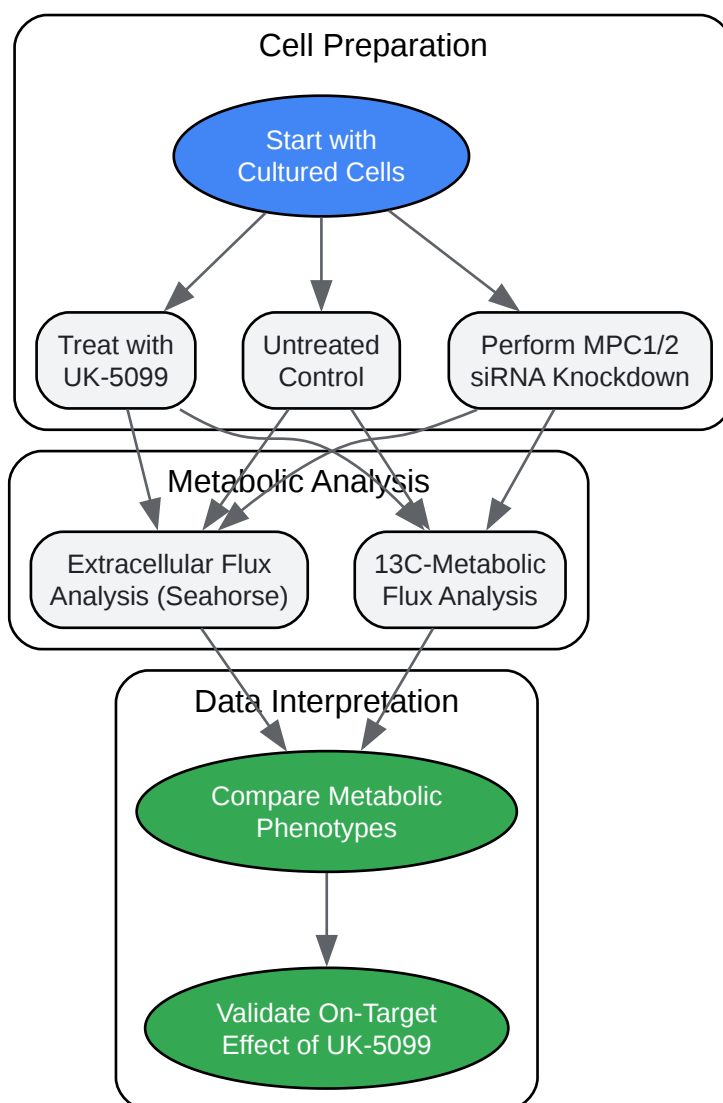 Cell Preparation
Start with
Cultured Cells
Treat with
UK-5099
Untreated
Control
Perform MPC1/2
siRNA Knockdown
Metabolic Analysis
Extracellular Flux
Analysis (Seahorse)
13C-Metabolic
Flux Analysis
Data Interpretation
Compare Metabolic
Phenotypes
Validate On-Target
Effect of UK-5099